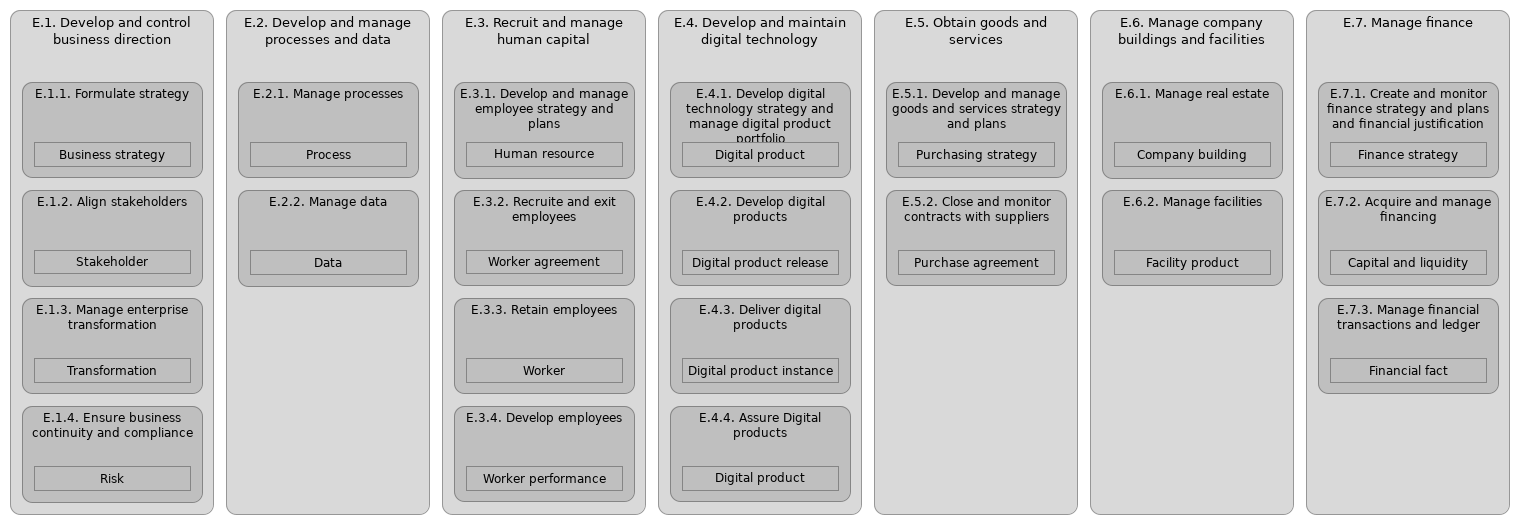 E.1. Develop and control
business direction
E.1.1. Formulate strategy
Business strategy
E.1.2. Align stakeholders
Stakeholder
E.1.3. Manage enterprise
transformation
Transformation
E.1.4. Ensure business
continuity and compliance
Risk
E.2. Develop and manage
processes and data
E.2.1. Manage processes
Process
E.2.2. Manage data
Data
E.3. Recruit and manage
human capital
E.3.1. Develop and manage
employee strategy and
plans
Human resource
E.3.2. Recruite and exit
employees
Worker agreement
E.3.3. Retain employees
Worker
E.3.4. Develop employees
Worker performance
E.4. Develop and maintain
digital technology
E.4.1. Develop digital
technology strategy and
manage digital product
portfolio
Digital product
E.4.2. Develop digital
products
Digital product release
E.4.3. Deliver digital
products
Digital product instance
E.4.4. Assure Digital
products
Digital product
E.5. Obtain goods and
services
E.5.1. Develop and manage
goods and services strategy
and plans
Purchasing strategy
E.5.2. Close and monitor
contracts with suppliers
Purchase agreement
E.6. Manage company
buildings and facilities
E.6.1. Manage real estate
Company building
E.6.2. Manage facilities
Facility product
E.7. Manage finance
E.7.1. Create and monitor
finance strategy and plans
and financial justification
Finance strategy
E.7.2. Acquire and manage
financing
Capital and liquidity
E.7.3. Manage financial
transactions and ledger
Financial fact